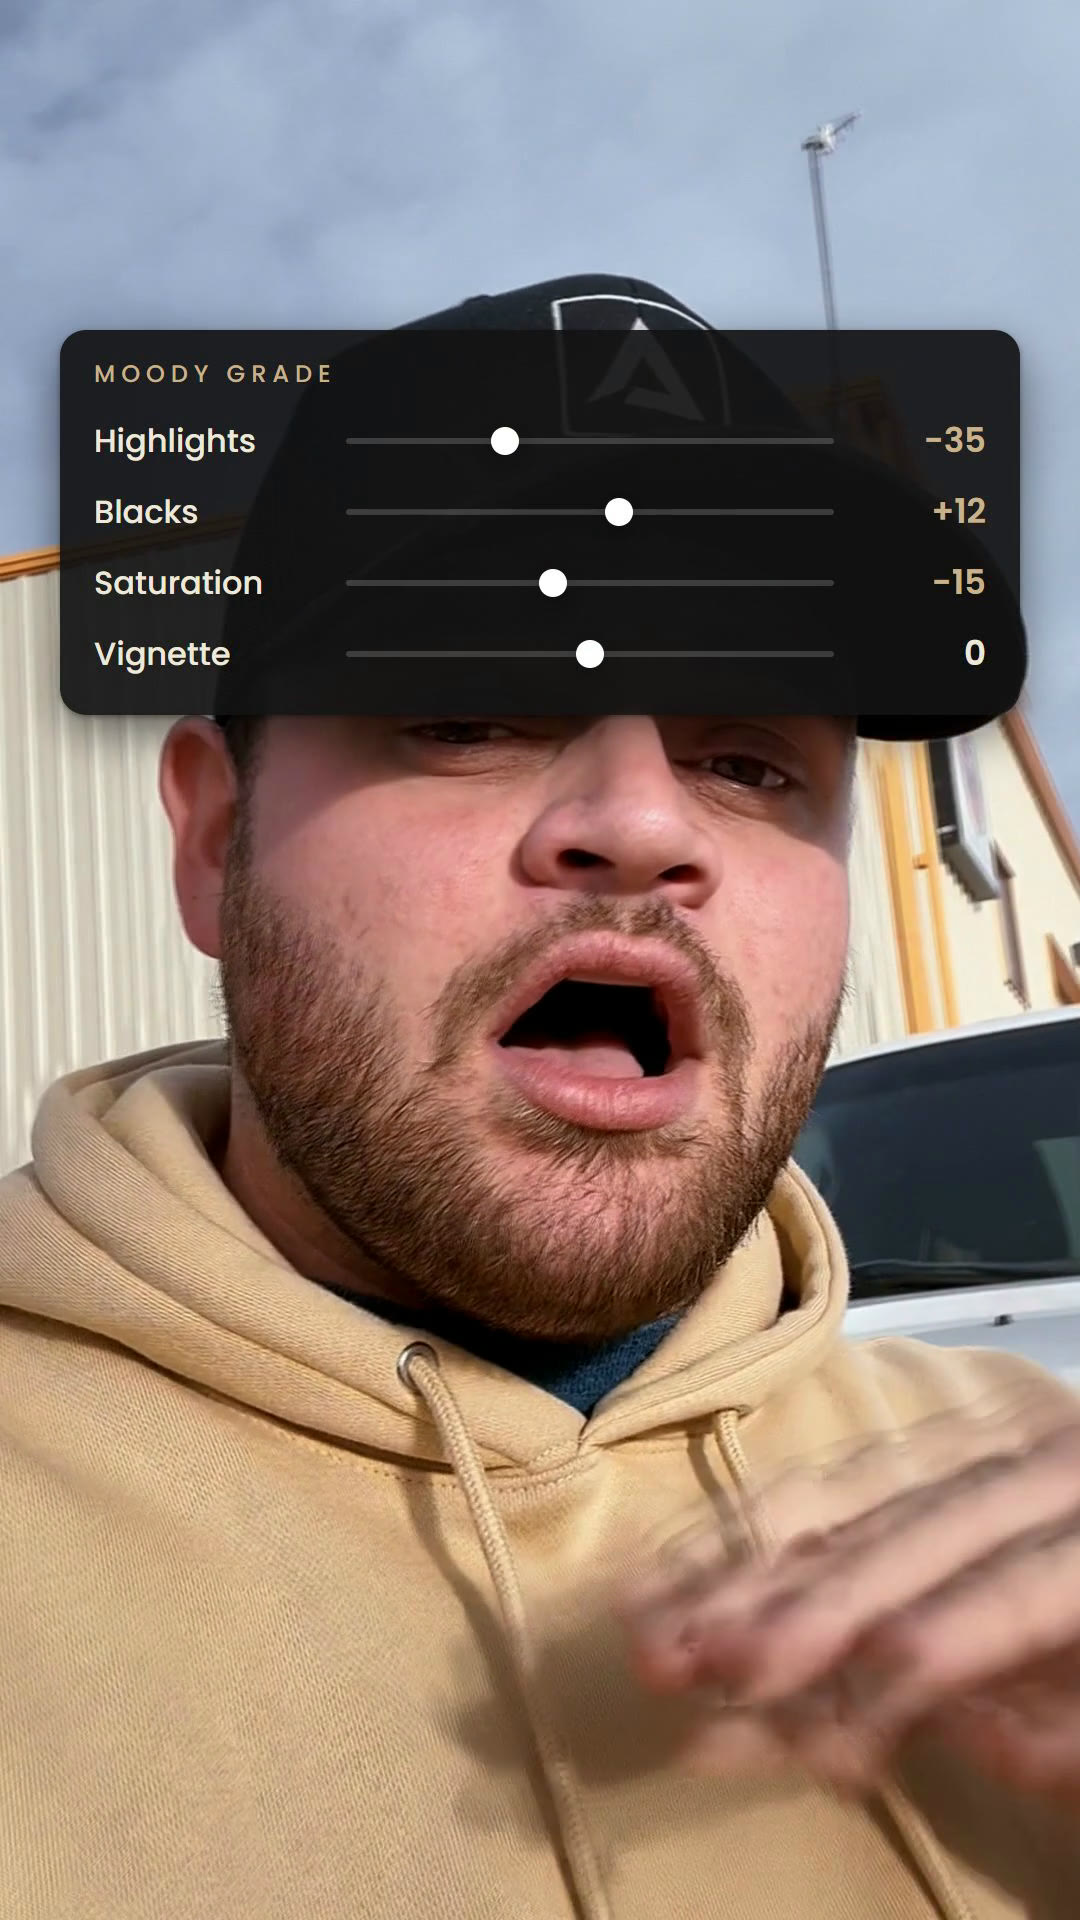 MOODY GRADE
Highlights −35
Blacks +12
Saturation −15
Vignette 0